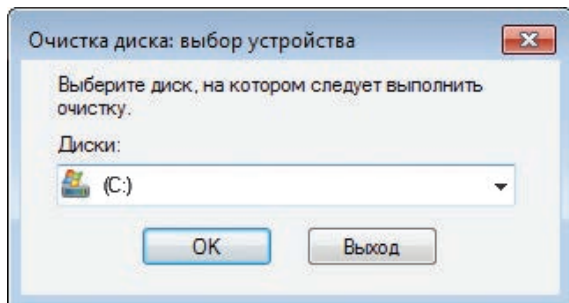 Очистка диска: выбор устройства
Выберите диск, на котором следует выполнить
очистку.
Диски:
(C:)
OK Выход